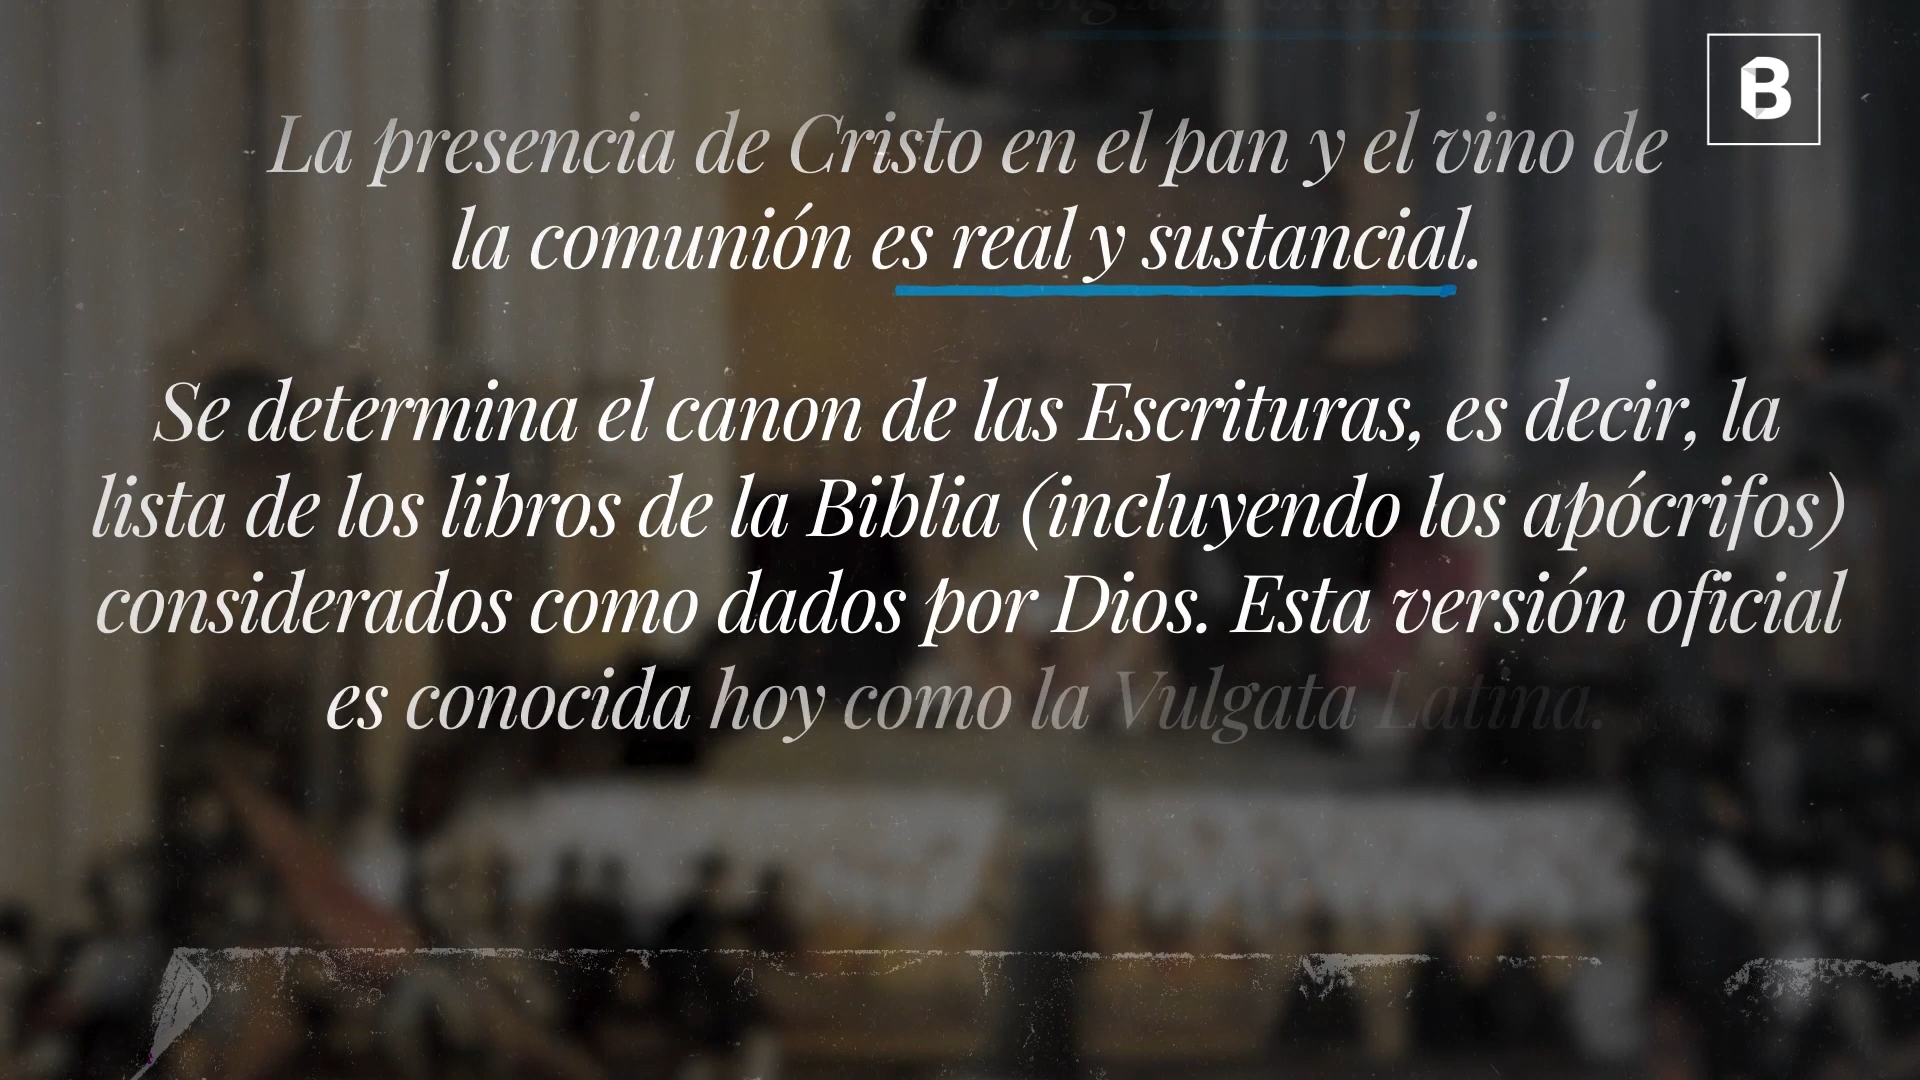 La presencia de Cristo en el pan y el vino de
la comunión es real y sustancial.
Se determina el canon de las Escrituras, es decir, la
lista de los libros de la Biblia (incluyendo los apócrifos)
considerados como dados por Dios. Esta versión oficial
es conocida hoy como la Vulgata Latina.
B